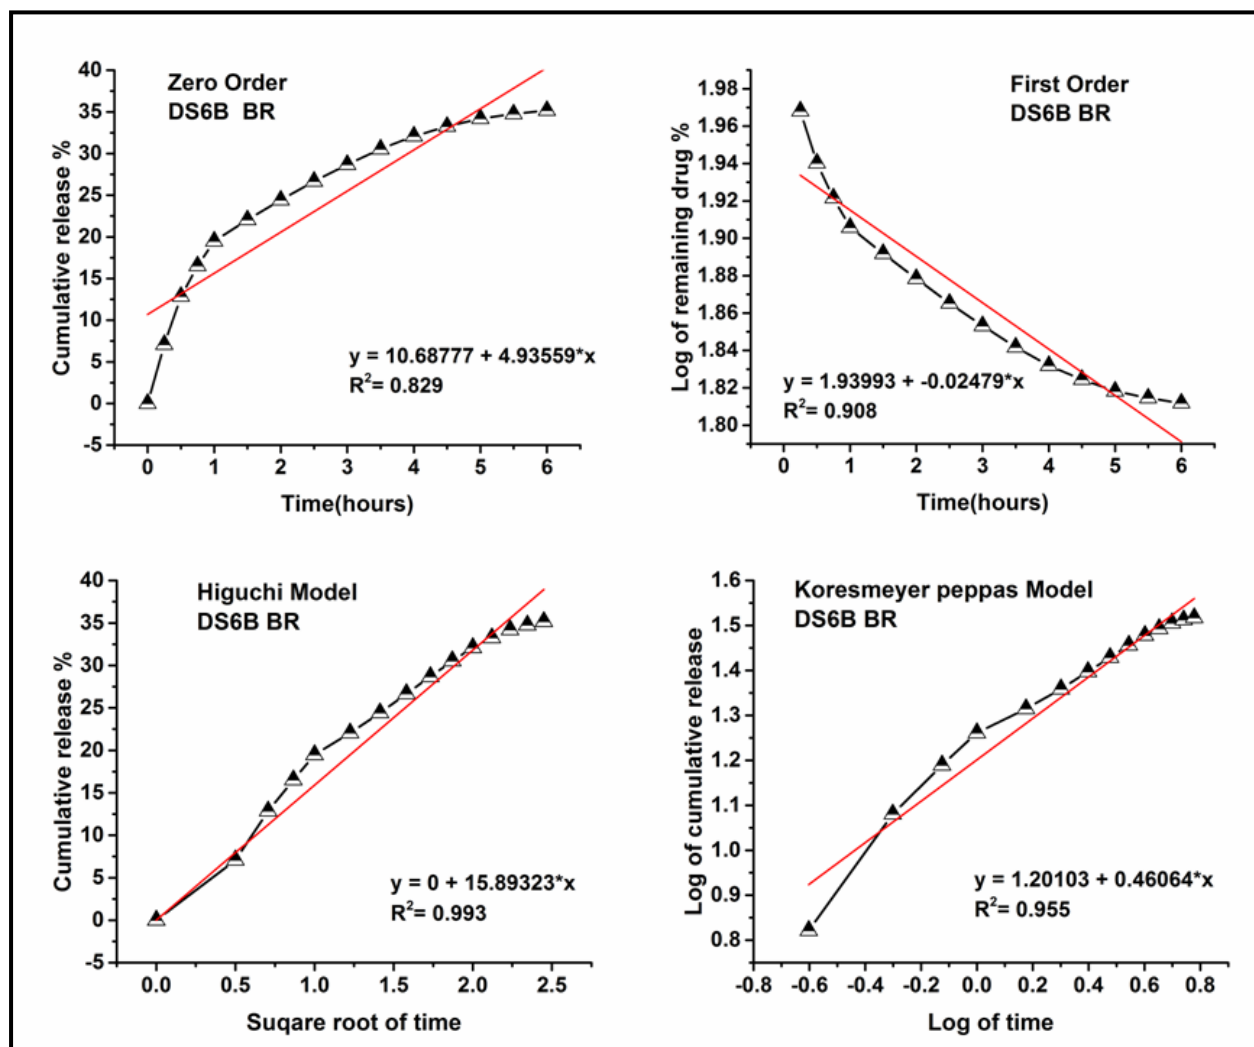 Zero Order
DS6B BR
Cumulative release %
40
35
30
25
20
15
10
5
0
-5
y = 10.68777 + 4.93559*x
R²= 0.829
0 1 2 3 4 5 6
Time(hours)
First Order
DS6B BR
Log of remaining drug %
1.98
1.96
1.94
1.92
1.90
1.88
1.86
1.84
1.82
1.80
y = 1.93993 + -0.02479*x
R²= 0.908
0 1 2 3 4 5 6
Time(hours)
Higuchi Model
DS6B BR
Cumulative release %
40
35
30
25
20
15
10
5
0
-5
y = 0 + 15.89323*x
R²= 0.993
0.0 0.5 1.0 1.5 2.0 2.5
Suqare root of time
Koresmeyer peppas Model
DS6B BR
Log of cumulative release
1.6
1.5
1.4
1.3
1.2
1.1
1.0
0.9
0.8
y = 1.20103 + 0.46064*x
R²= 0.955
-0.8 -0.6 -0.4 -0.2 0.0 0.2 0.4 0.6 0.8
Log of time